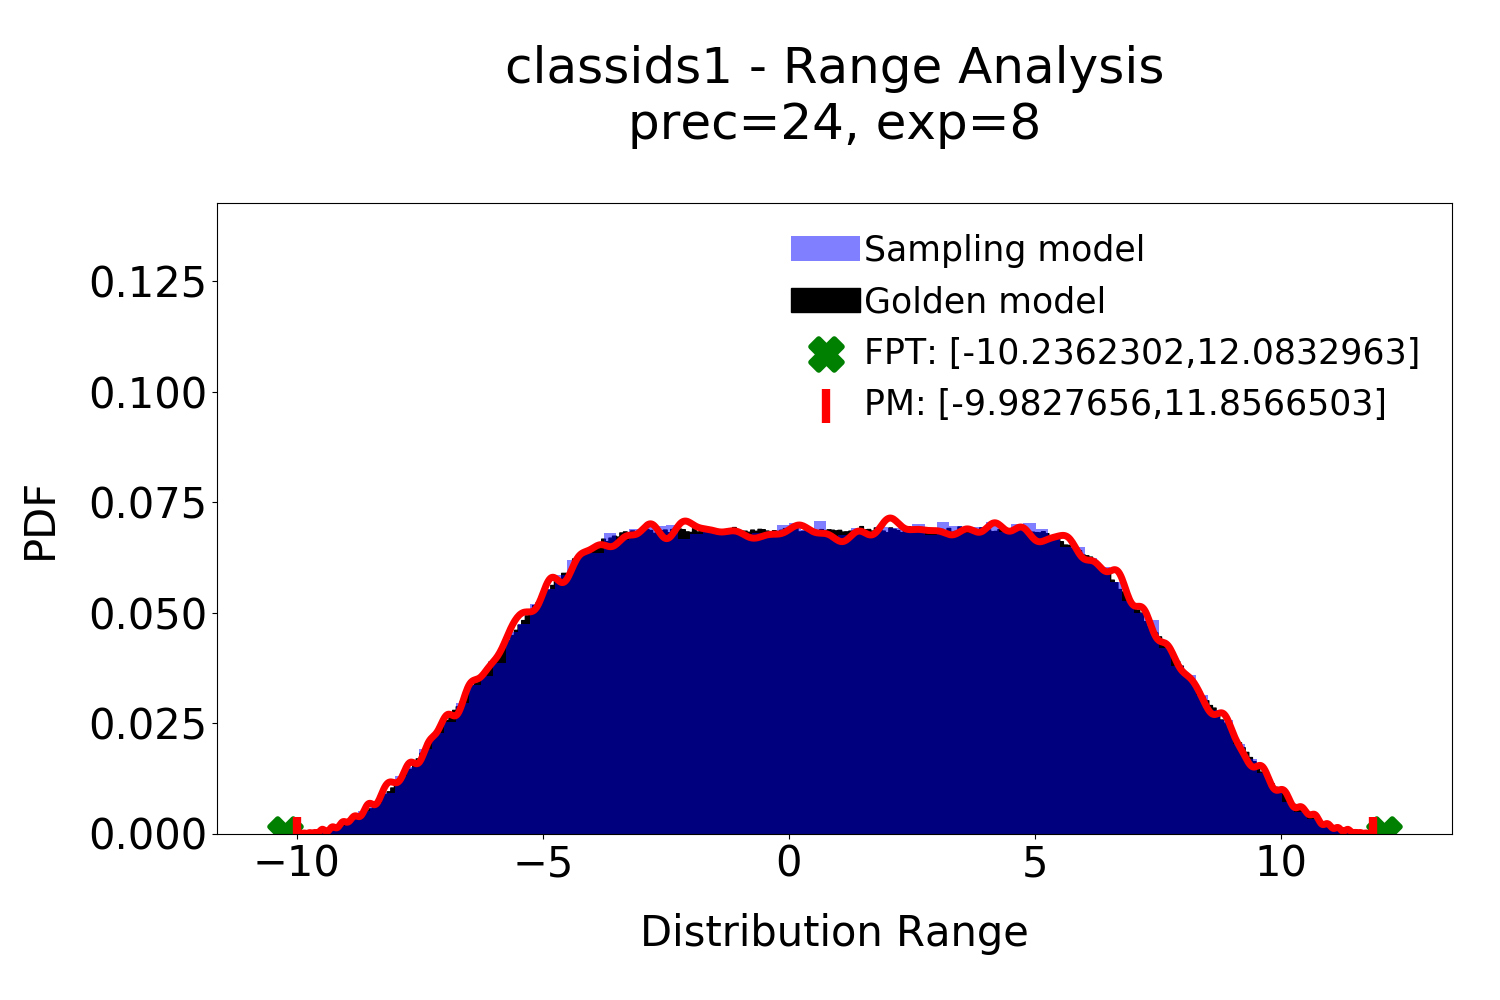 classids1 - Range Analysis
prec=24, exp=8
Sampling model
Golden model
FPT: [-10.2362302,12.0832963]
PM: [-9.9827656,11.8566503]
PDF
0.125
0.100
0.075
0.050
0.025
0.000
−10 −5 0 5 10
Distribution Range